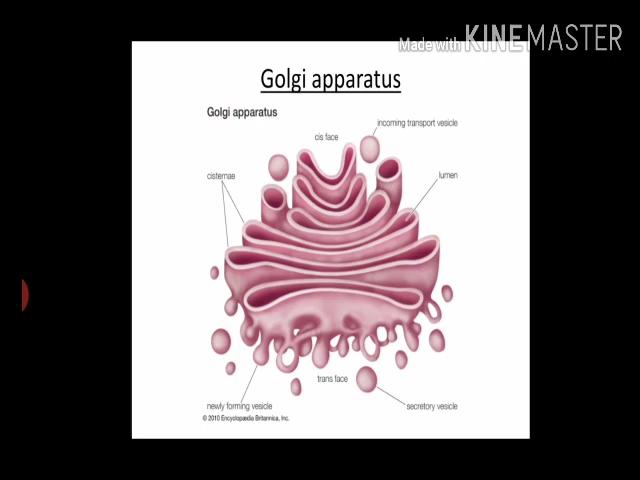 Made with KINEMASTER
Golgi apparatus
Golgi apparatus
incoming transport vesicle
cis face
cisternae
lumen
trans face
newly forming vesicle
secretory vesicle
© 2010 Encyclopædia Britannica, Inc.